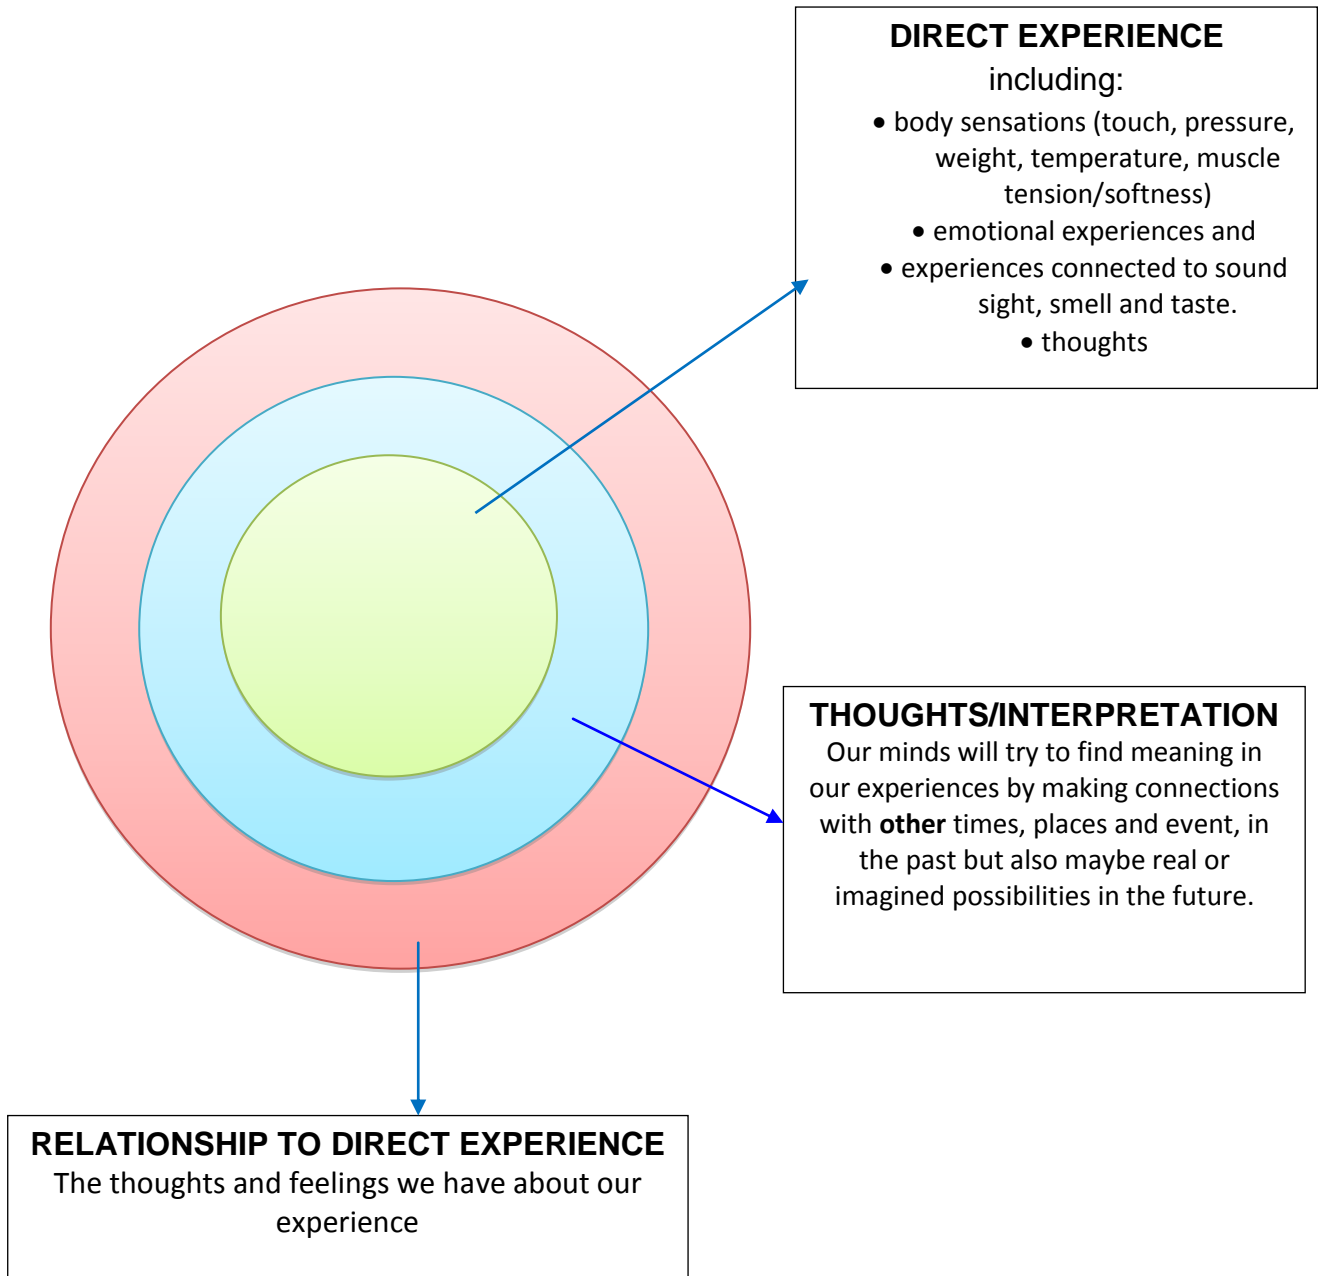 DIRECT EXPERIENCE
including:
• body sensations (touch, pressure,
weight, temperature, muscle
tension/softness)
• emotional experiences and
• experiences connected to sound
sight, smell and taste.
• thoughts
THOUGHTS/INTERPRETATION
Our minds will try to find meaning in
our experiences by making connections
with other times, places and event, in
the past but also maybe real or
imagined possibilities in the future.
RELATIONSHIP TO DIRECT EXPERIENCE
The thoughts and feelings we have about our
experience